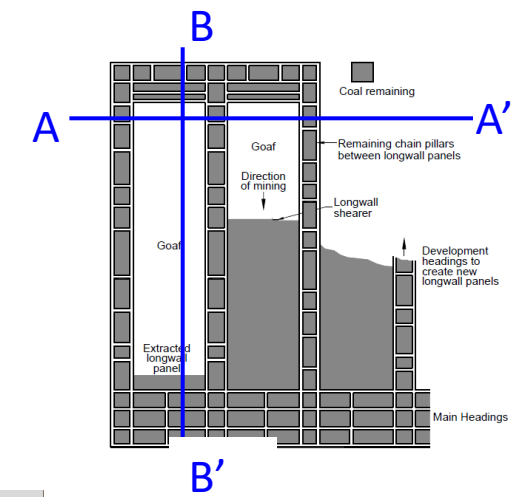 B
Coal remaining
A
A'
Goaf
Remaining chain pillars
between longwall panels
Direction
of mining
Longwall
shearer
Goaf
Development
headings to
create new
longwall panels
Extracted
longwall
panel
Main Headings
B'